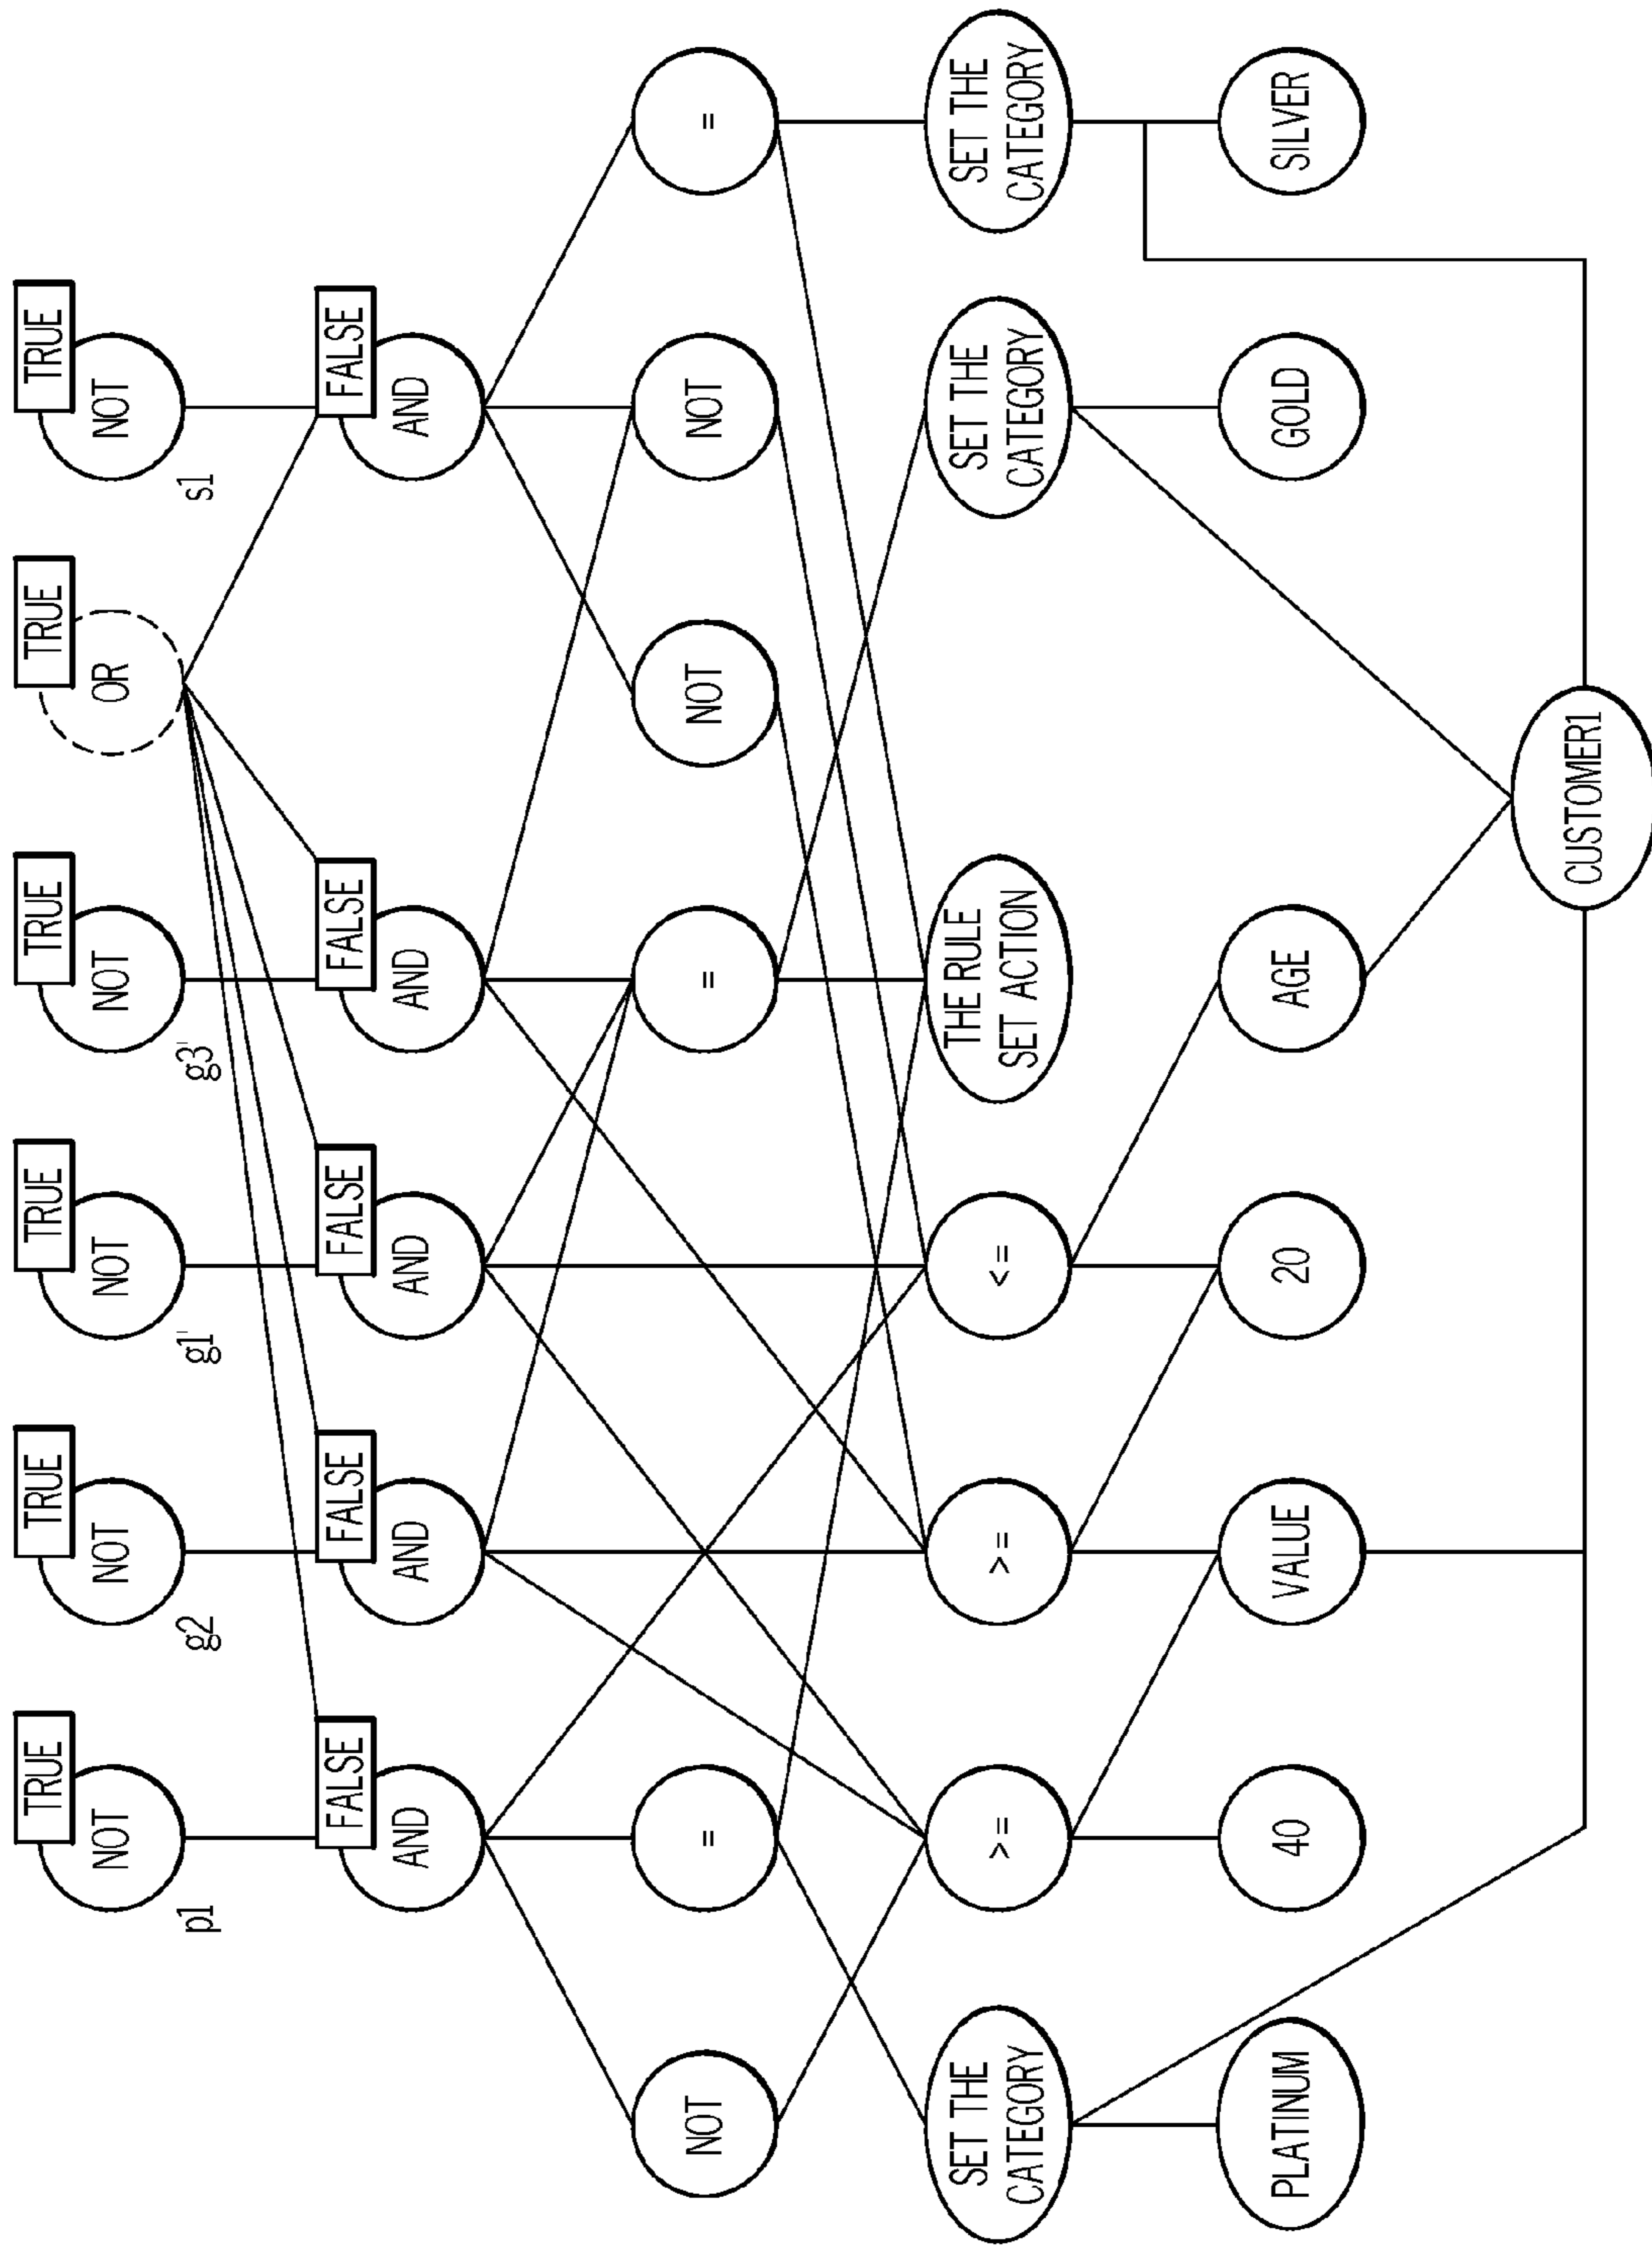 TRUE
TRUE
TRUE
TRUE
TRUE
TRUE
NOT
NOT
NOT
NOT
OR
NOT
p1
g2
g1'
g3'
s1
FALSE
FALSE
FALSE
FALSE
FALSE
AND
AND
AND
AND
AND
NOT
=
=
NOT
NOT
=
SET THE
CATEGORY
>=
>=
<=
THE RULE
SET ACTION
SET THE
CATEGORY
SET THE
CATEGORY
PLATINUM
40
VALUE
20
AGE
GOLD
SILVER
CUSTOMER1